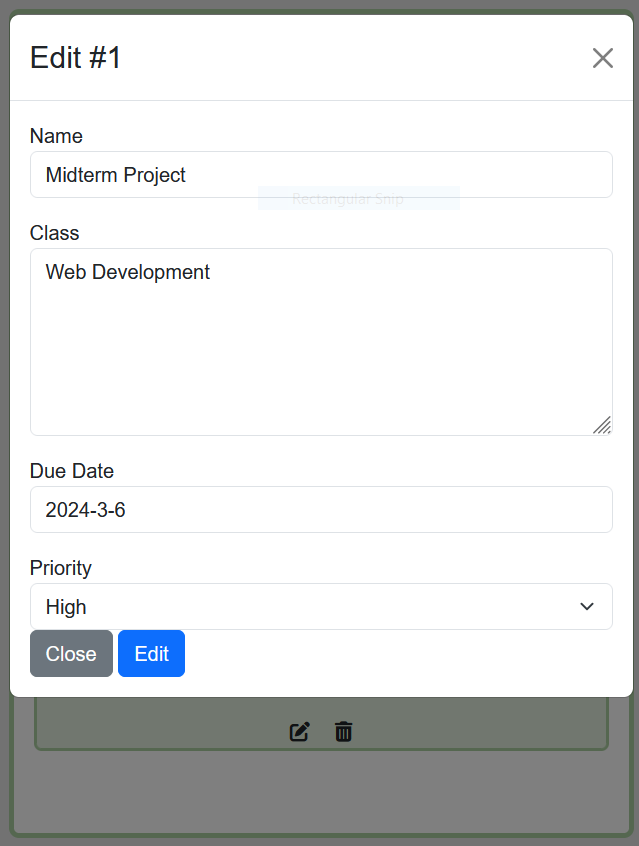 Edit #1
Name
Midterm Project
Rectangular Snip
Class
Web Development
Due Date
2024-3-6
Priority
High
Close Edit